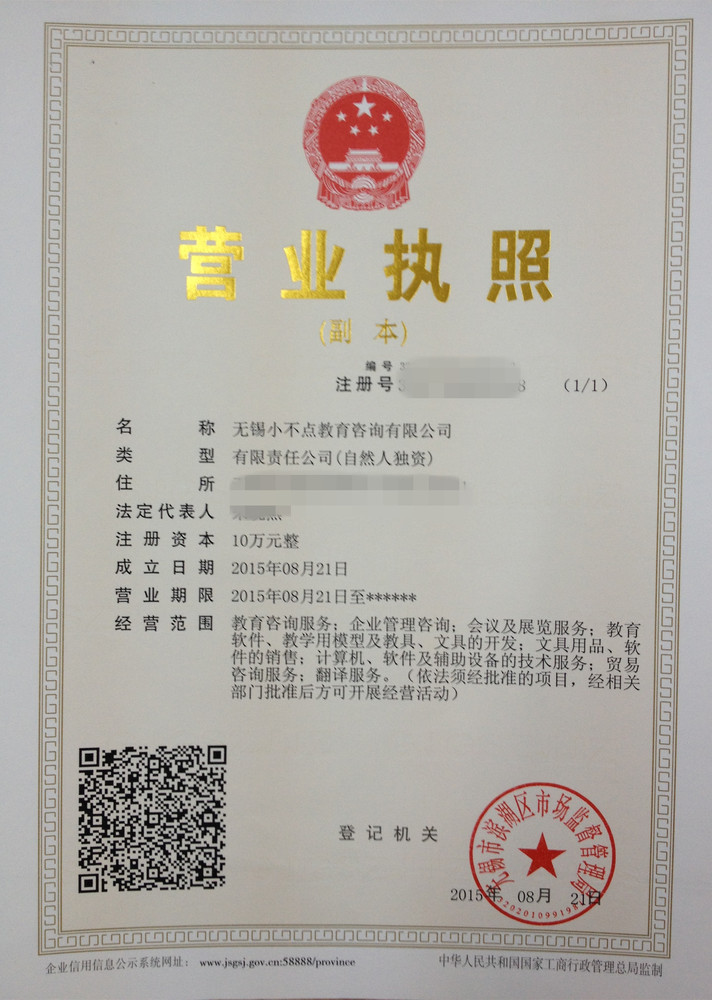 营业执照
(副 本)
编 号
注册号 8 (1/1)
名 称 无锡小不点教育咨询有限公司
类 型 有限责任公司(自然人独资)
住 所
法定代表人
注册资本 10万元整
成立日期 2015年08月21日
营业期限 2015年08月21日至******
经营范围 教育咨询服务；企业管理咨询；会议及展览服务；教育
软件、教学用模型及教具、文具的开发；文具用品、软
件的销售；计算机、软件及辅助设备的技术服务；贸易
咨询服务；翻译服务。（依法须经批准的项目，经相关
部门批准后方可开展经营活动）
登记机关
无锡市滨湖区市场监督管理局
2015年 08月 21日
企业信用信息公示系统网址： www.jsgsj.gov.cn:58888/province
中华人民共和国国家工商行政管理总局监制